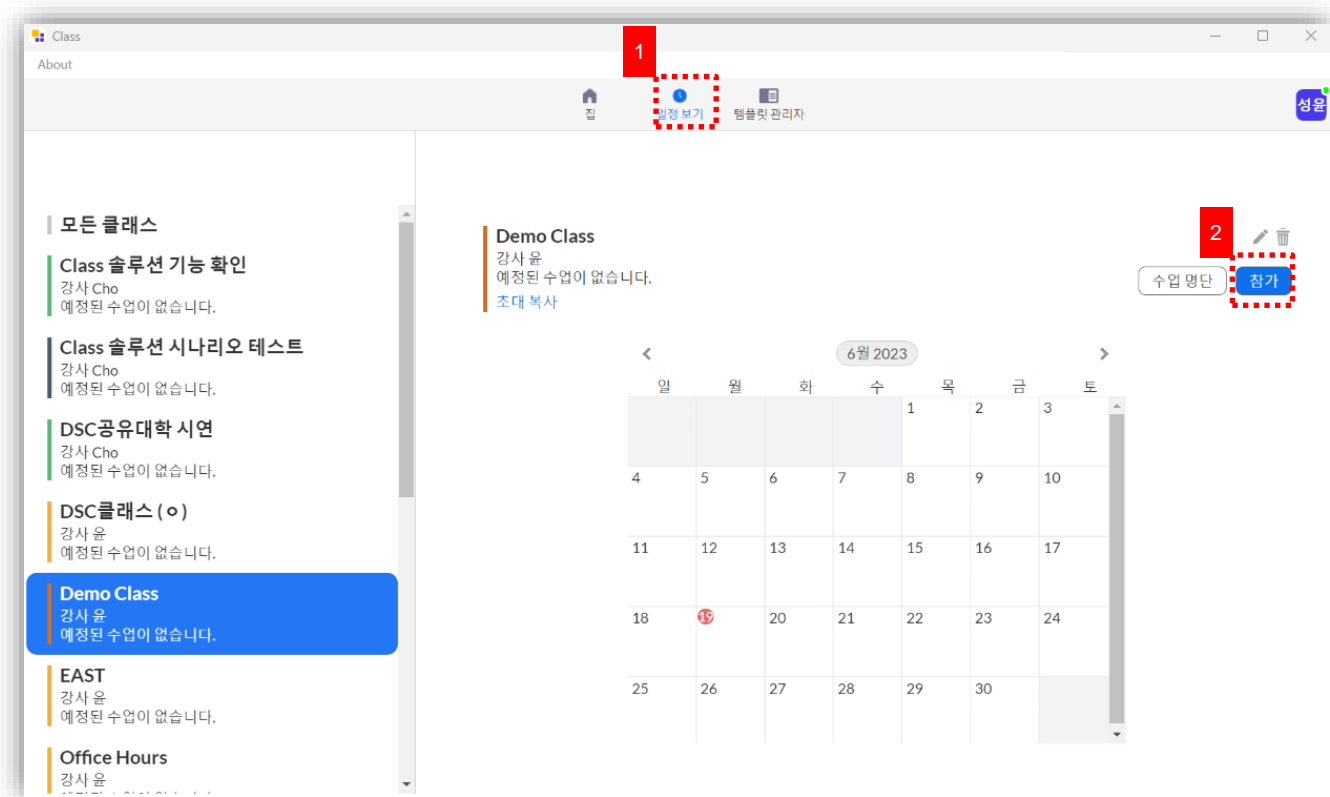 Class
About
1
집
일정 보기
템플릿 관리자
성윤
모든 클래스
Class 솔루션 기능 확인
강사 Cho
예정된 수업이 없습니다.
Class 솔루션 시나리오 테스트
강사 Cho
예정된 수업이 없습니다.
DSC공유대학 시연
강사 Cho
예정된 수업이 없습니다.
DSC클래스 (ㅇ)
강사 윤
예정된 수업이 없습니다.
Demo Class
강사 윤
예정된 수업이 없습니다.
EAST
강사 윤
예정된 수업이 없습니다.
Office Hours
강사 윤
Demo Class
강사 윤
예정된 수업이 없습니다.
초대 복사
2
수업 명단
참가
6월 2023
일 월 화 수 목 금 토
1 2 3
4 5 6 7 8 9 10
11 12 13 14 15 16 17
18 19 20 21 22 23 24
25 26 27 28 29 30